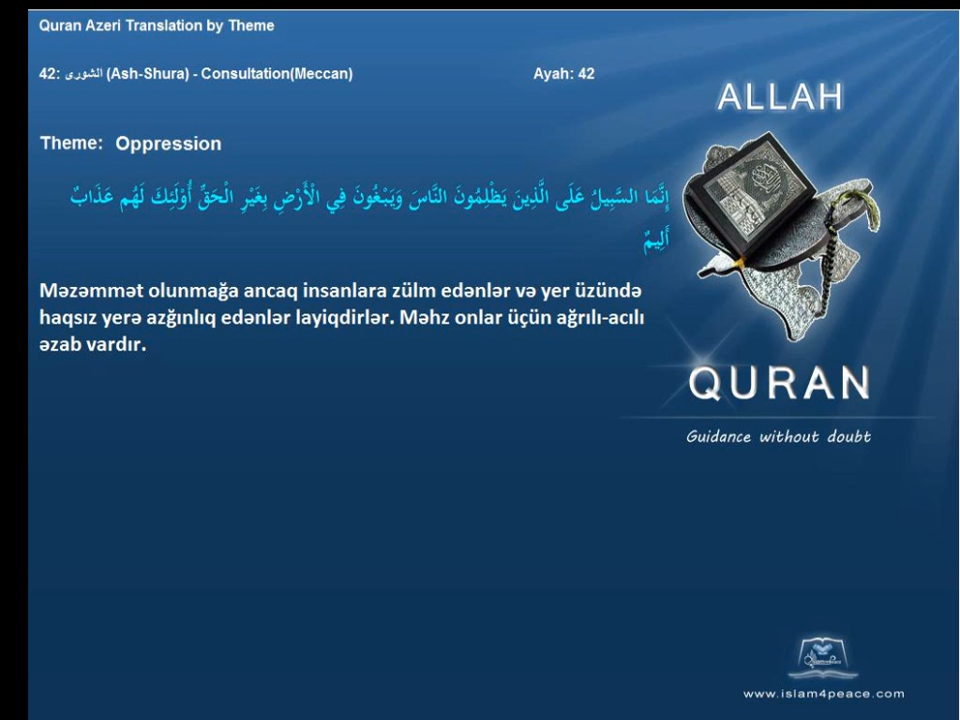 Quran Azeri Translation by Theme
42: الشورى (Ash-Shura) - Consultation(Meccan) Ayah: 42
Theme: Oppression
إِنَّمَا السَّبِيلُ عَلَى الَّذِينَ يَظْلِمُونَ النَّاسَ وَيَبْغُونَ فِي الْأَرْضِ بِغَيْرِ الْحَقِّ أُوْلَئِكَ لَهُم عَذَابٌ
أَلِيمٌ
Məzəmmət olunmağa ancaq insanlara zülm edənlər və yer üzündə
haqsız yerə azğınlıq edənlər layiqdirlər. Məhz onlar üçün ağrılı-acılı
əzab vardır.
ALLAH
QURAN
Guidance without doubt
www.islam4peace.com